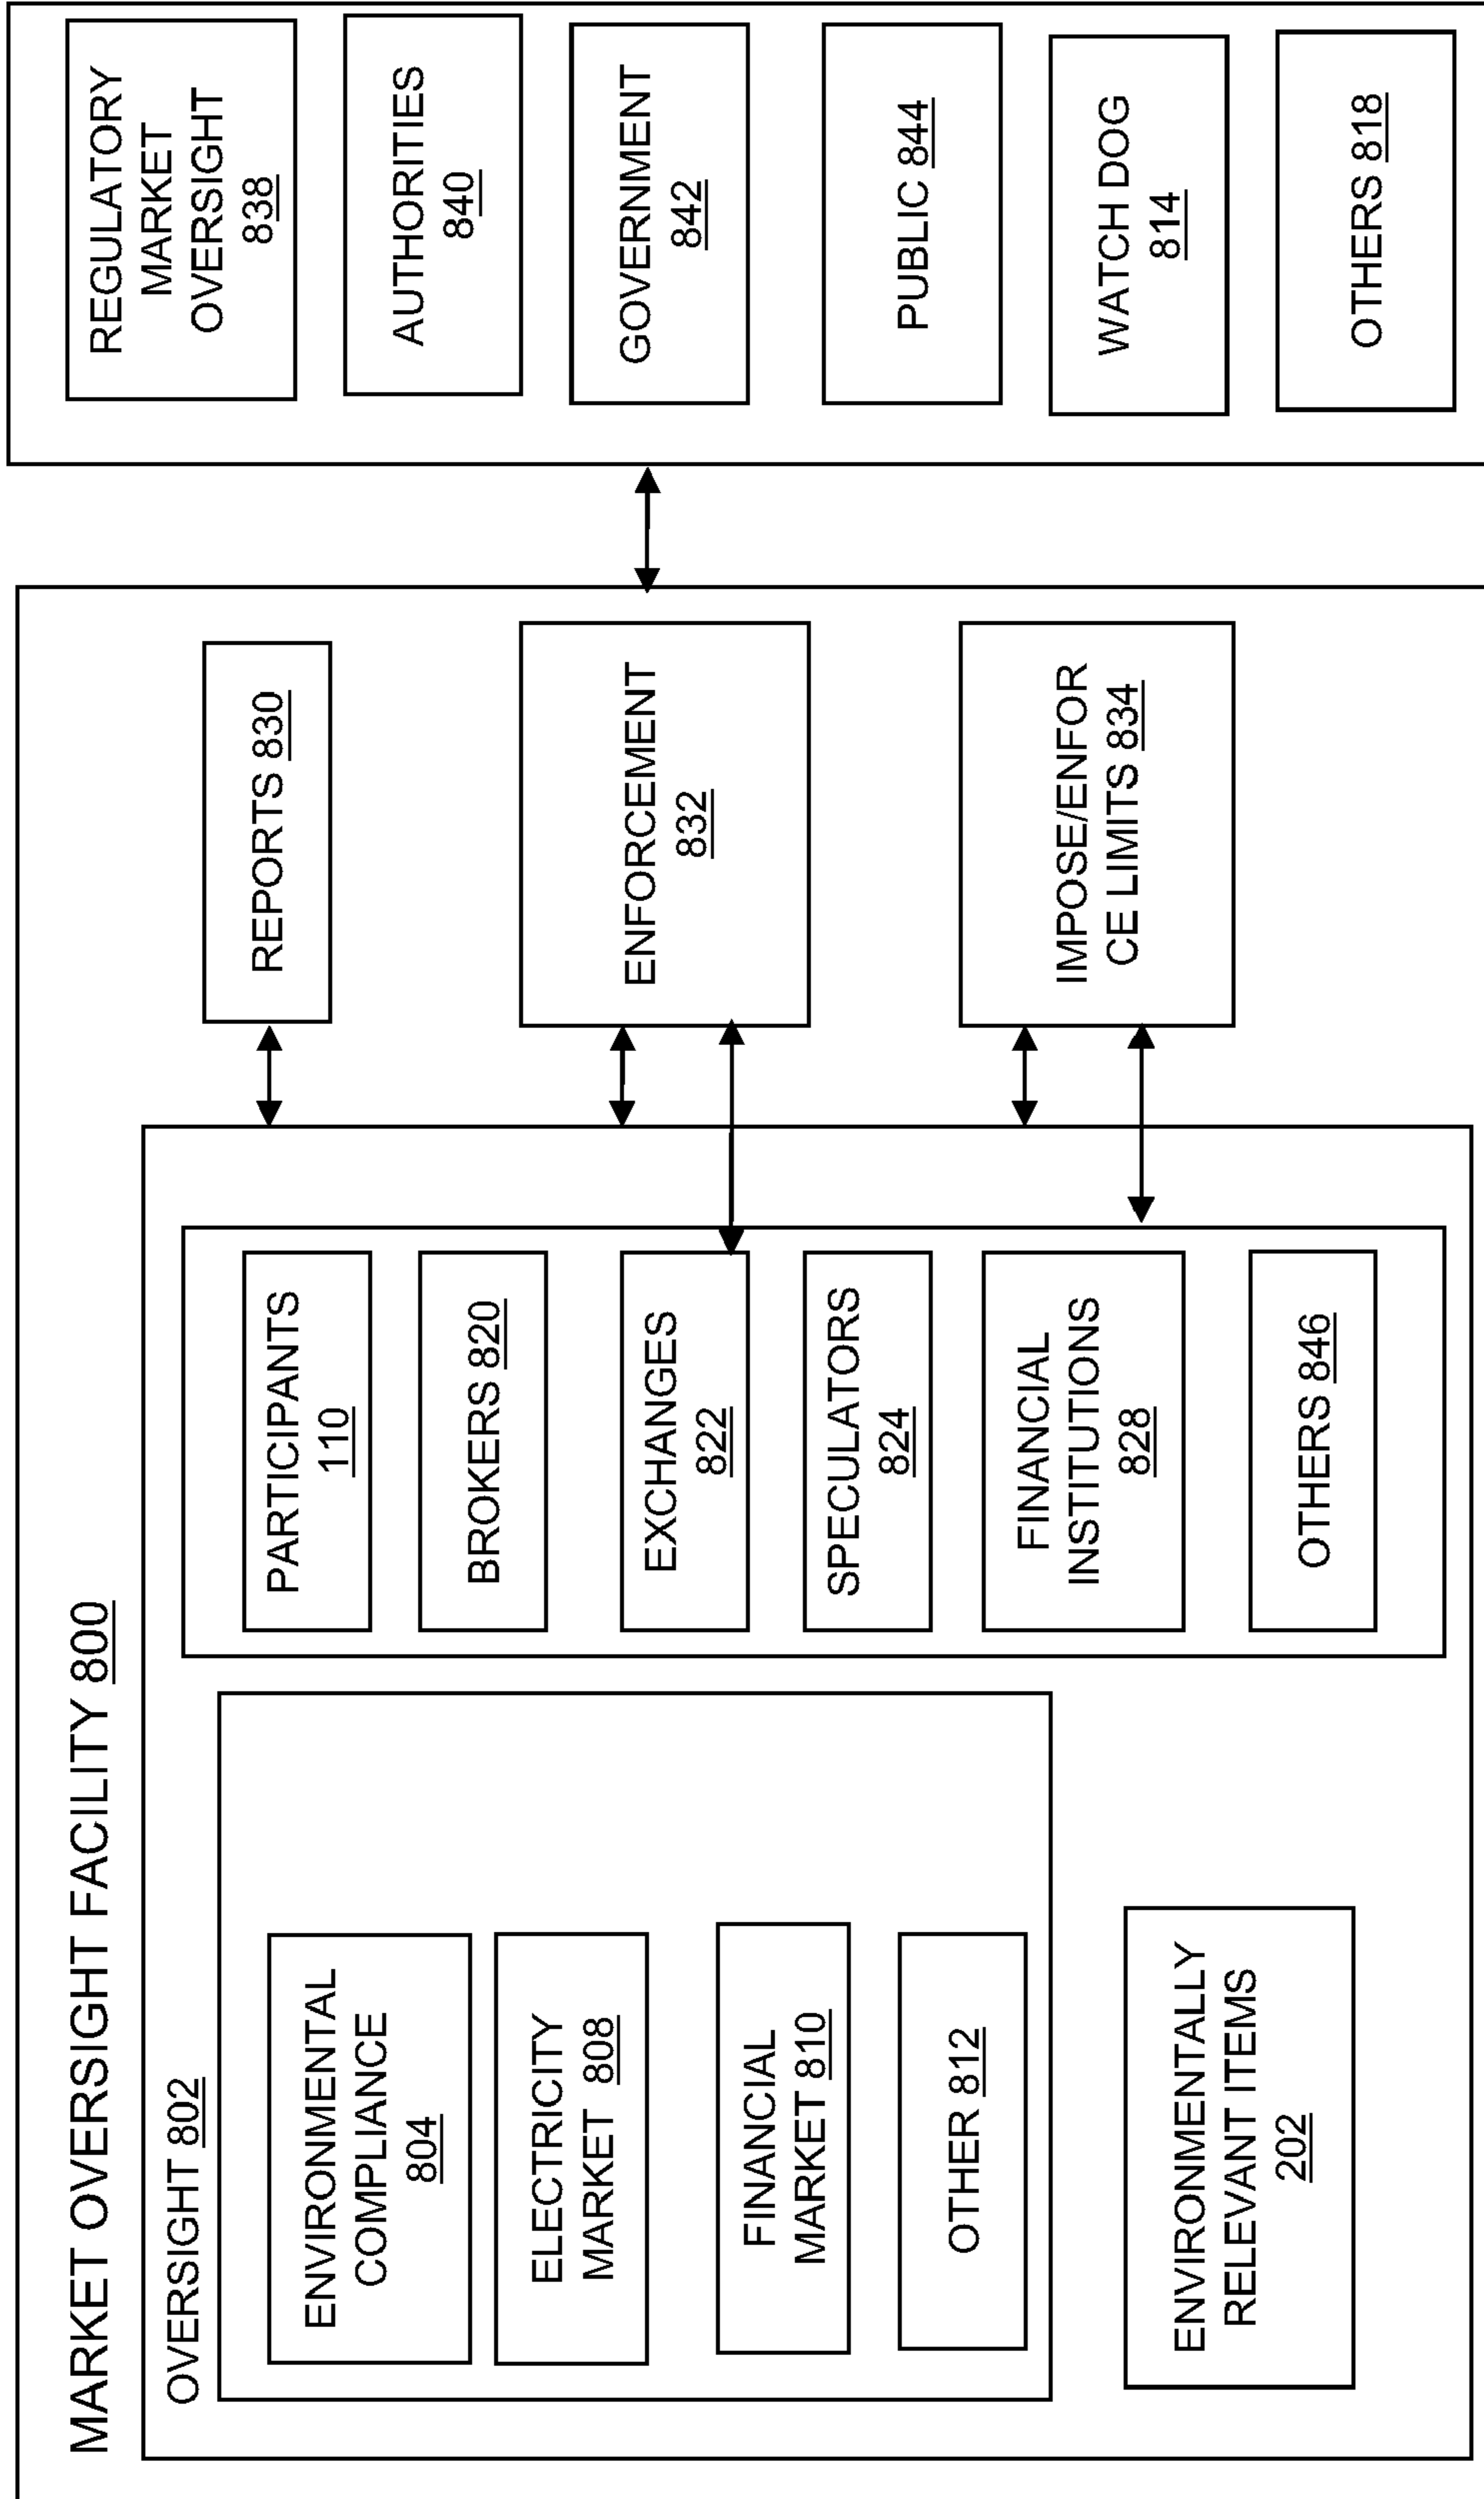 MARKET OVERSIGHT FACILITY 800
OVERSIGHT 802
ENVIRONMENTAL
COMPLIANCE
804
ELECTRICITY
MARKET 808
FINANCIAL
MARKET 810
OTHER 812
ENVIRONMENTALLY
RELEVANT ITEMS
202
PARTICIPANTS
110
BROKERS 820
EXCHANGES
822
SPECULATORS
824
FINANCIAL
INSTITUTIONS
828
OTHERS 846
REPORTS 830
ENFORCEMENT
832
IMPOSE/ENFOR
CE LIMITS 834
REGULATORY
MARKET
OVERSIGHT
838
AUTHORITIES
840
GOVERNMENT
842
PUBLIC 844
WATCH DOG
814
OTHERS 818